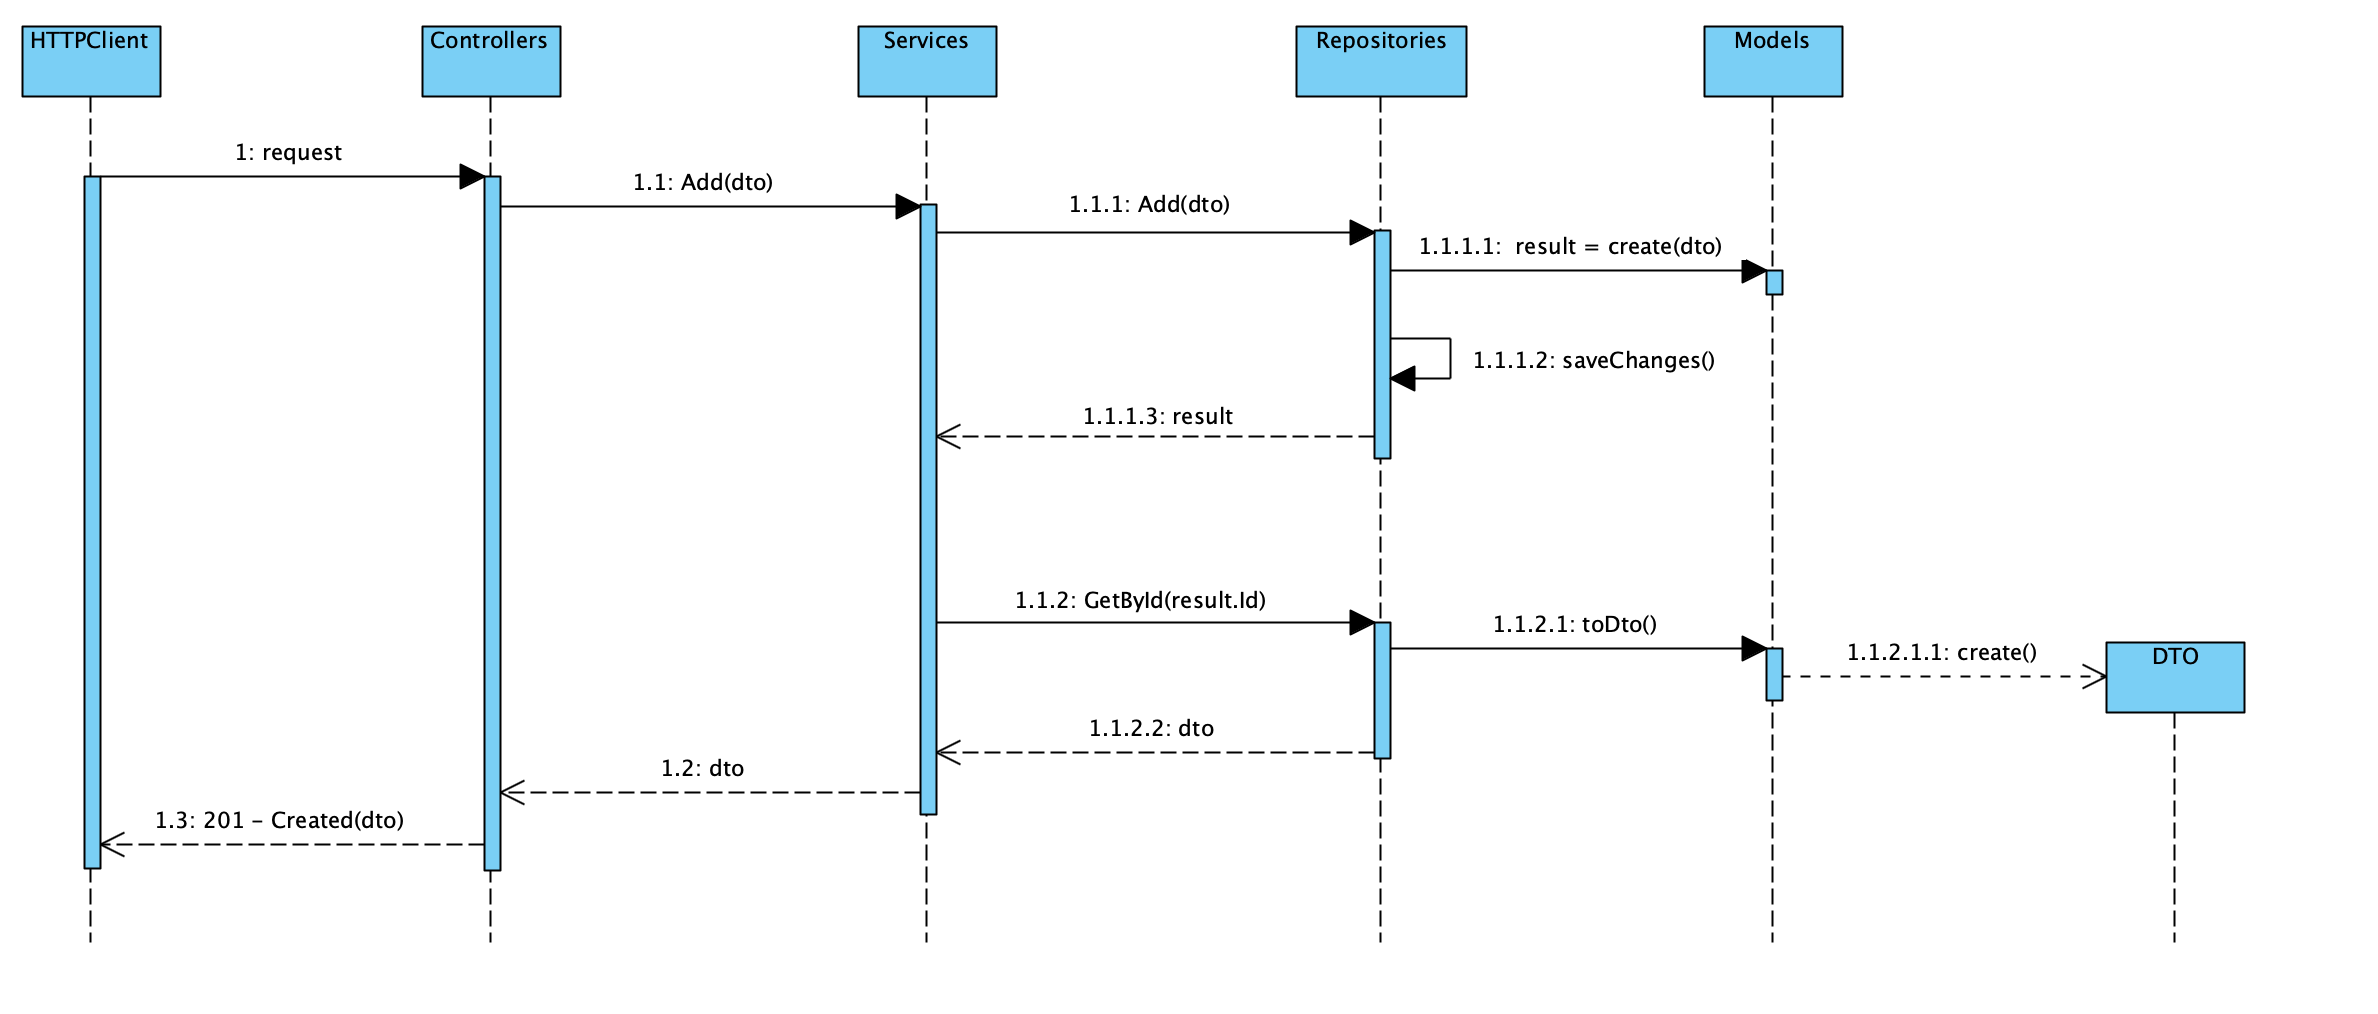 HTTPClient
Controllers
Services
Repositories
Models
1: request
1.1: Add(dto)
1.1.1: Add(dto)
1.1.1.1:  result = create(dto)
1.1.1.2: saveChanges()
1.1.1.3: result
1.1.2: GetById(result.Id)
1.1.2.1: toDto()
1.1.2.1.1: create()
DTO
1.1.2.2: dto
1.2: dto
1.3: 201 – Created(dto)